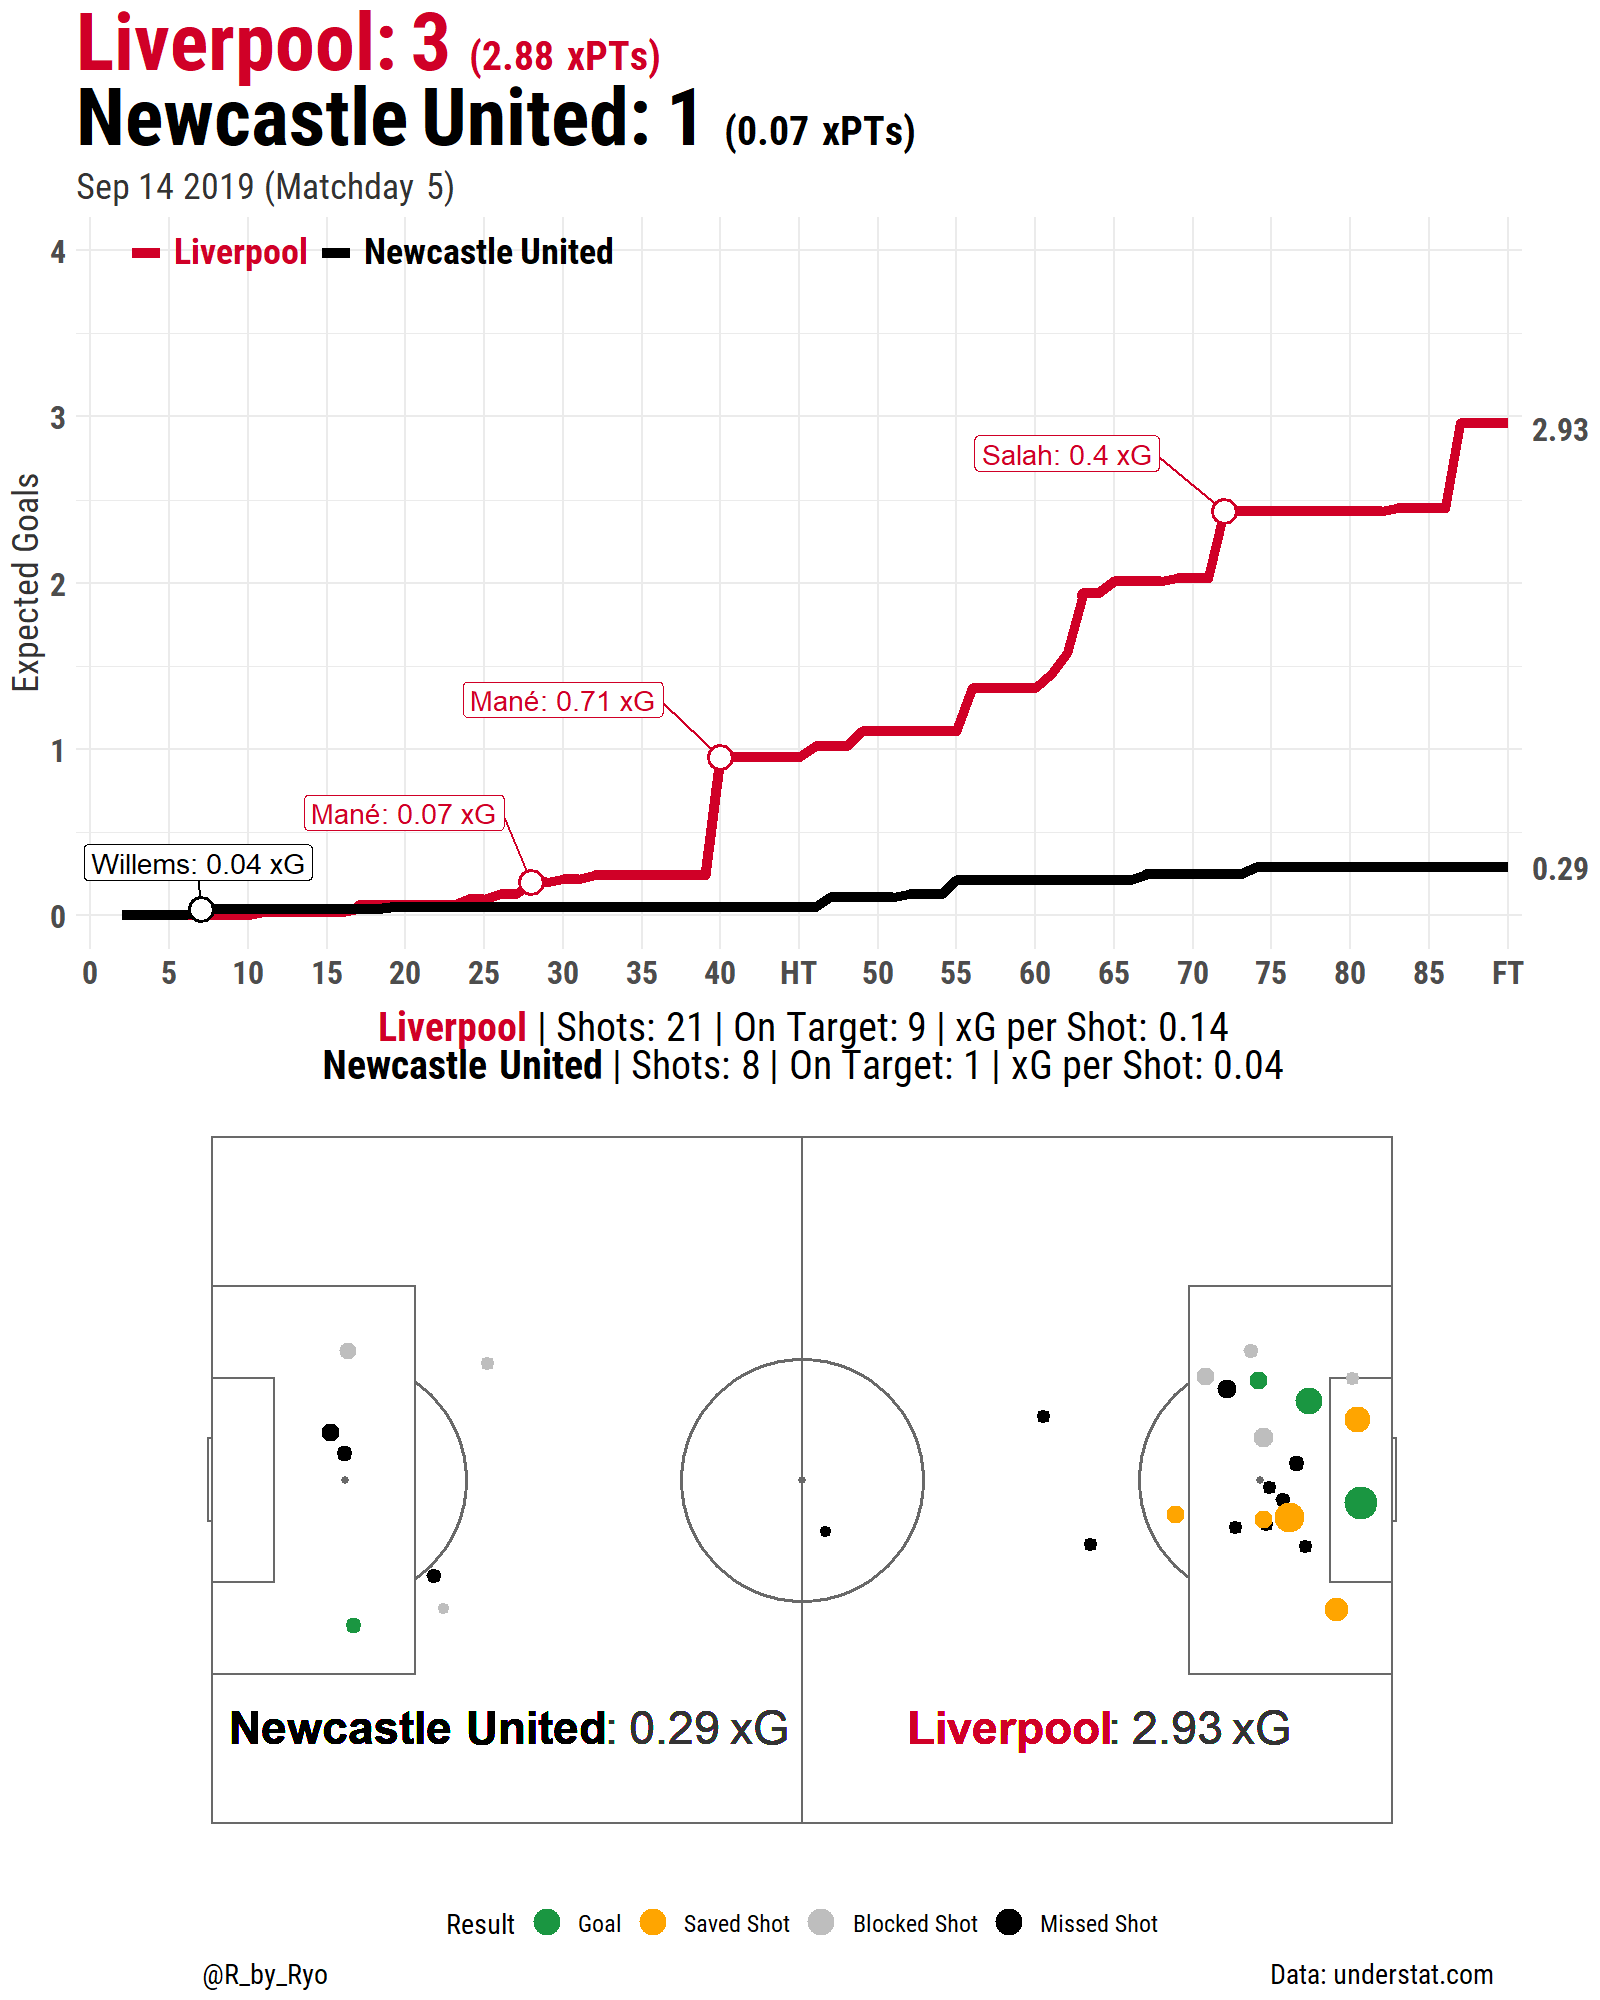 Liverpool: 3 (2.88 xPTs)
Newcastle United: 1 (0.07 xPTs)
Sep 14 2019 (Matchday 5)
Liverpool Newcastle United
Expected Goals
4
3
2
1
0
2.93
0.29
Salah: 0.4 xG
Mané: 0.71 xG
Mané: 0.07 xG
Willems: 0.04 xG
0 5 10 15 20 25 30 35 40 HT 50 55 60 65 70 75 80 85 FT
Liverpool | Shots: 21 | On Target: 9 | xG per Shot: 0.14
Newcastle United | Shots: 8 | On Target: 1 | xG per Shot: 0.04
Newcastle United: 0.29 xG
Liverpool: 2.93 xG
Result Goal Saved Shot Blocked Shot Missed Shot
@R_by_Ryo
Data: understat.com